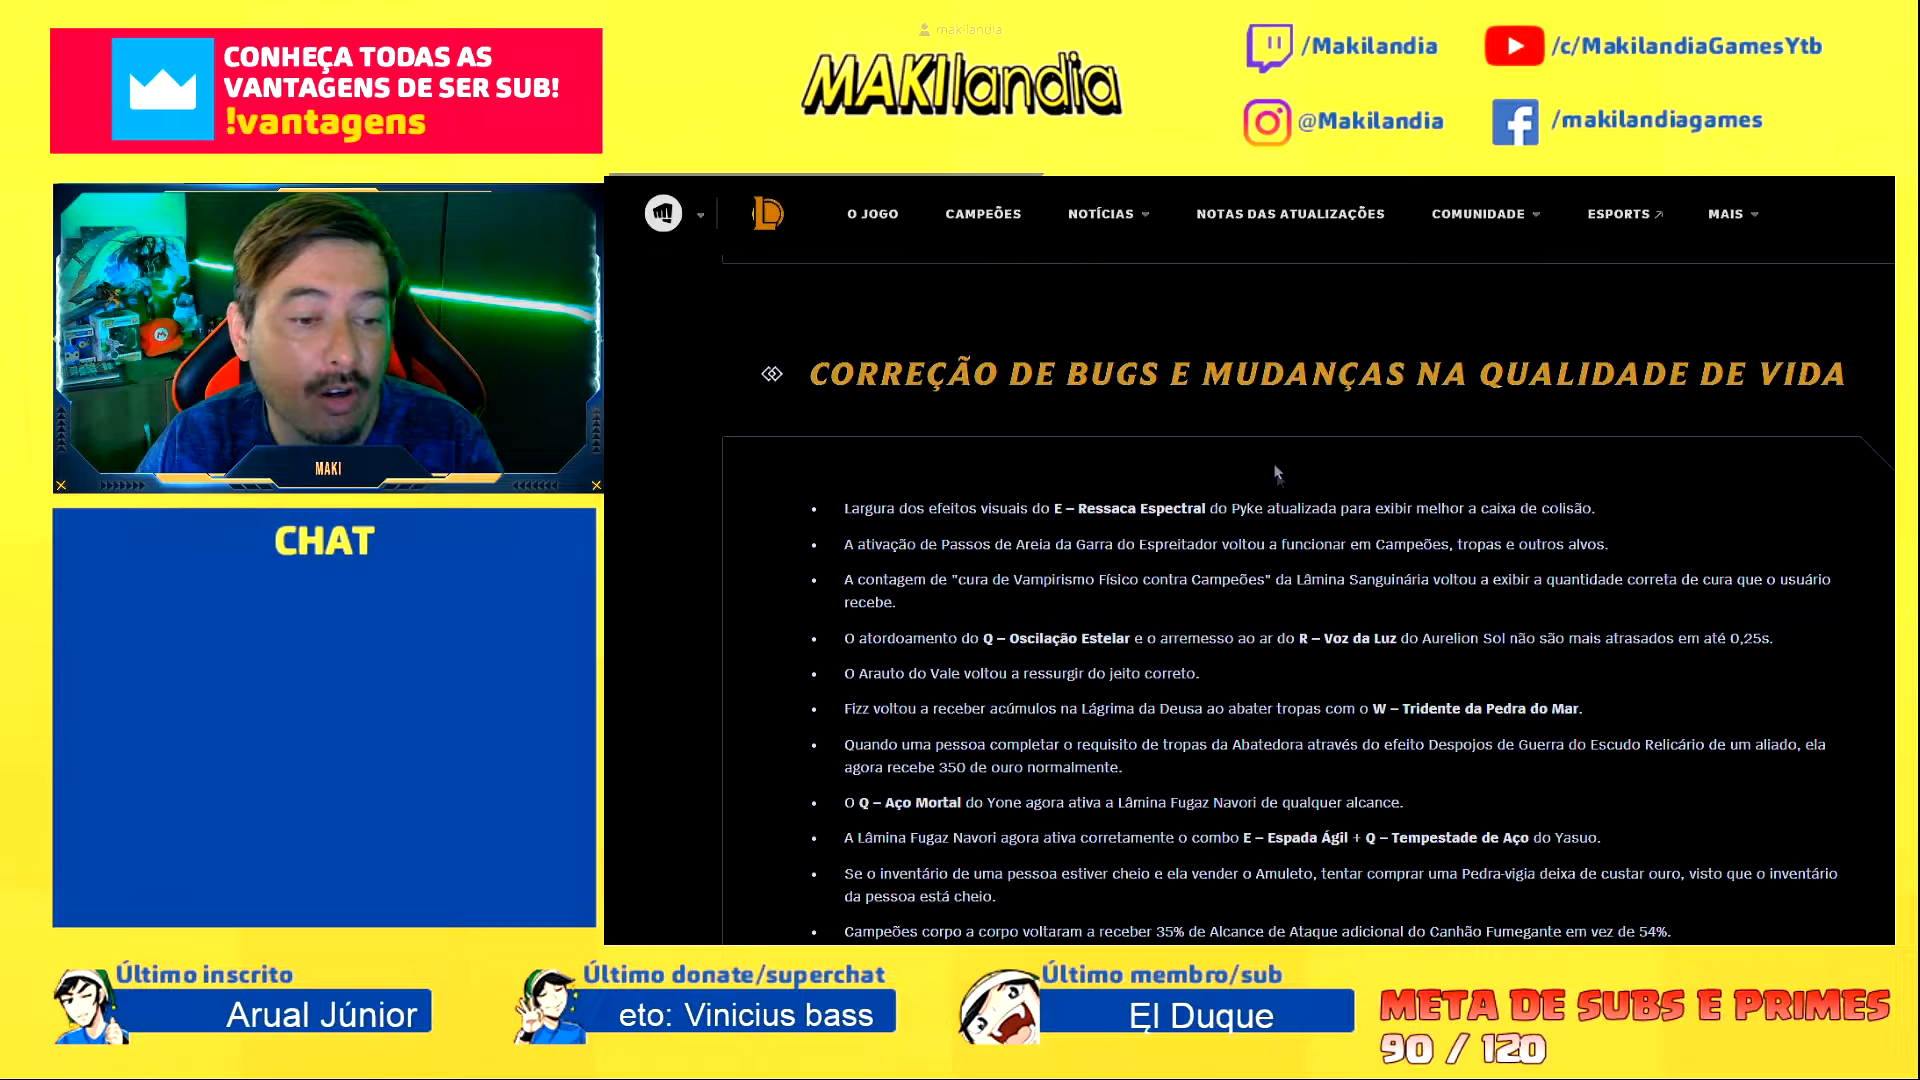 makilandia
CONHEÇA TODAS AS
VANTAGENS DE SER SUB!
!vantagens
MAKIlandia
/Makilandia
/c/MakilandiaGamesYtb
@Makilandia
/makilandiagames
O JOGO
CAMPEÕES
NOTÍCIAS
NOTAS DAS ATUALIZAÇÕES
COMUNIDADE
ESPORTS
MAIS
MAKI
CHAT
CORREÇÃO DE BUGS E MUDANÇAS NA QUALIDADE DE VIDA
• Largura dos efeitos visuais do E – Ressaca Espectral do Pyke atualizada para exibir melhor a caixa de colisão.
• A ativação de Passos de Areia da Garra do Espreitador voltou a funcionar em Campeões, tropas e outros alvos.
• A contagem de "cura de Vampirismo Físico contra Campeões" da Lâmina Sanguinária voltou a exibir a quantidade correta de cura que o usuário
recebe.
• O atordoamento do Q – Oscilação Estelar e o arremesso ao ar do R – Voz da Luz do Aurelion Sol não são mais atrasados em até 0,25s.
• O Arauto do Vale voltou a ressurgir do jeito correto.
• Fizz voltou a receber acúmulos na Lágrima da Deusa ao abater tropas com o W – Tridente da Pedra do Mar.
• Quando uma pessoa completar o requisito de tropas da Abatedora através do efeito Despojos de Guerra do Escudo Relicário de um aliado, ela
agora recebe 350 de ouro normalmente.
• O Q – Aço Mortal do Yone agora ativa a Lâmina Fugaz Navori de qualquer alcance.
• A Lâmina Fugaz Navori agora ativa corretamente o combo E – Espada Ágil + Q – Tempestade de Aço do Yasuo.
• Se o inventário de uma pessoa estiver cheio e ela vender o Amuleto, tentar comprar uma Pedra-vigia deixa de custar ouro, visto que o inventário
da pessoa está cheio.
• Campeões corpo a corpo voltaram a receber 35% de Alcance de Ataque adicional do Canhão Fumegante em vez de 54%.
Último inscrito
Arual Júnior
Último donate/superchat
eto: Vinicius bass
Último membro/sub
El Duque
META DE SUBS E PRIMES
90 / 120